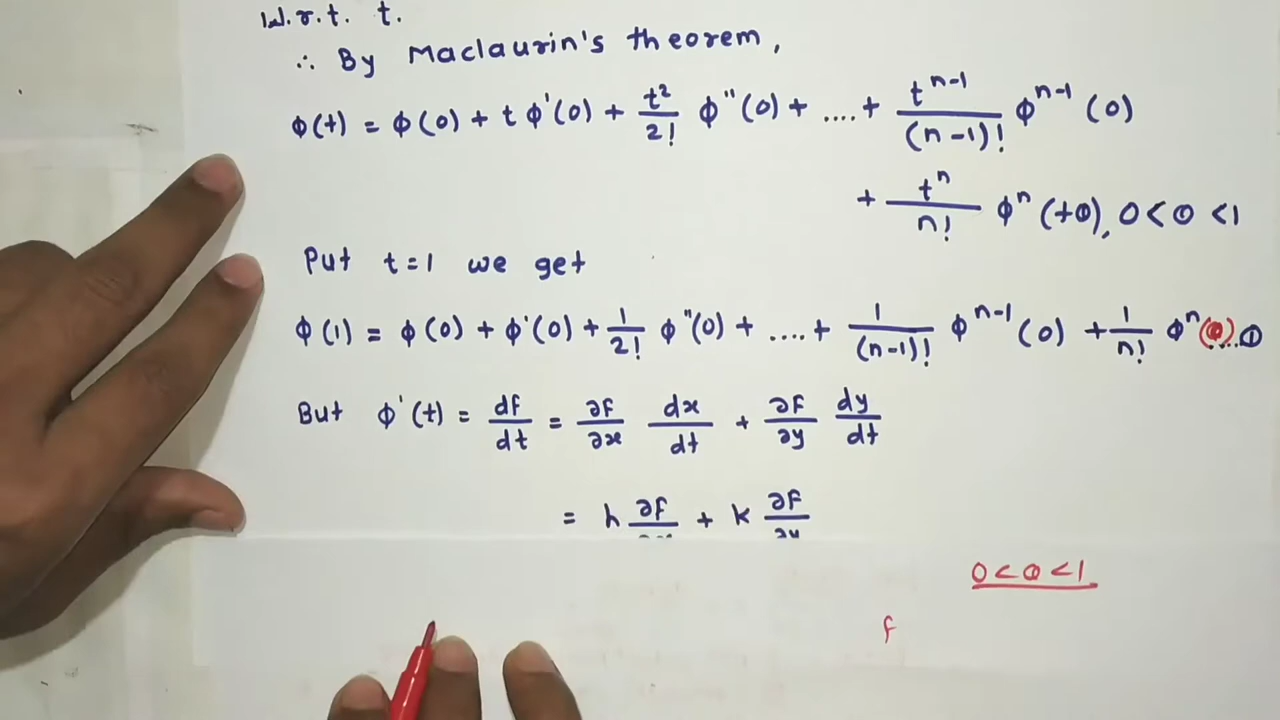 W.r.t. t.
∴ By Maclaurin's theorem,
φ(t) = φ(0) + t φ'(0) + t²/2! φ''(0) + .... + tⁿ⁻¹/(n-1)! φⁿ⁻¹ (0)
+ tⁿ/n! φⁿ (tθ), 0 < θ < 1
Put t=1 we get
φ(1) = φ(0) + φ'(0) + 1/2! φ''(0) + .... + 1/(n-1)! φⁿ⁻¹ (0) + 1/n! φⁿ(θ)....①
But φ'(t) = df/dt = ∂f/∂x dx/dt + ∂f/∂y dy/dt
= h ∂f/∂x + k ∂f/∂y
0<θ<1
f